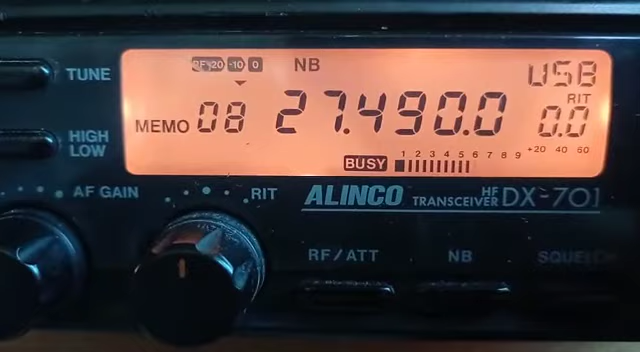 RF +20 -10 0 NB USB
TUNE
MEMO 08 27.490.0 RIT 0.0
HIGH
LOW
BUSY 1 2 3 4 5 6 7 8 9 +20 40 60
AF GAIN RIT ALINCO HF TRANSCEIVER DX-701
RF/ATT NB SQUELCH